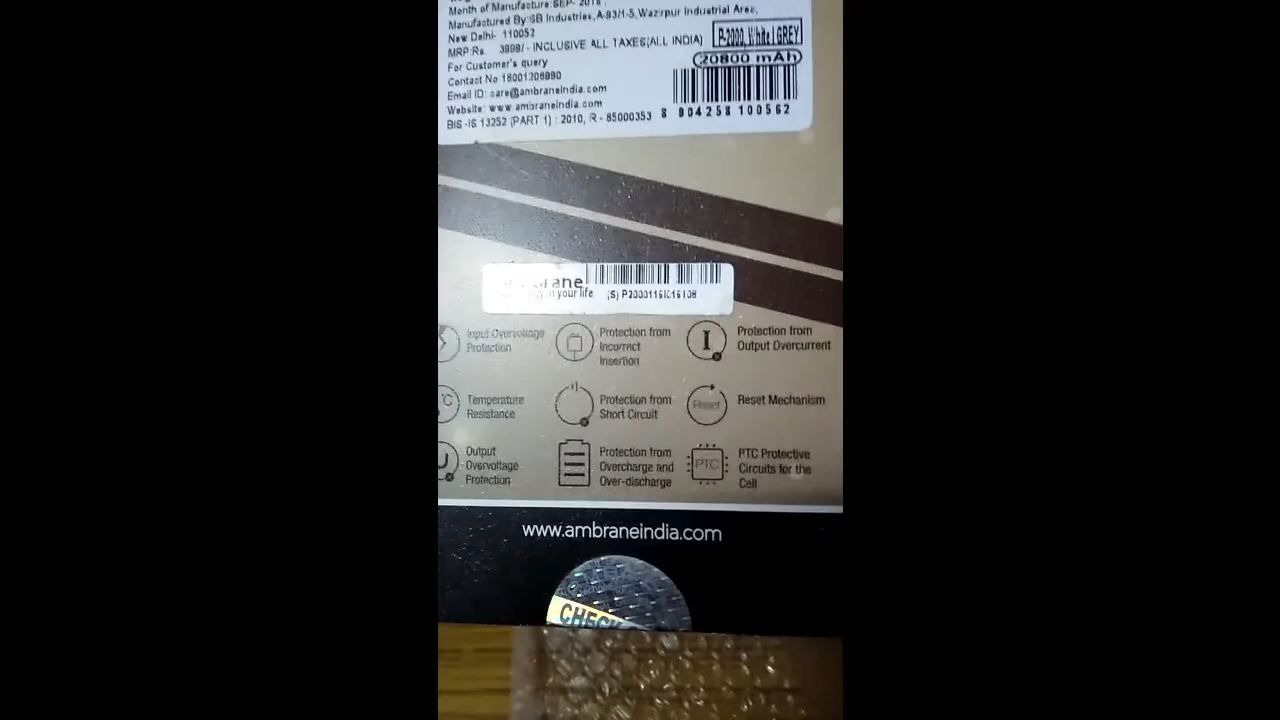 Month of Manufacture:SEP- 2016,
Manufactured By:SB Industries,A-93/1-5,Wazirpur Industrial Area,
New Delhi- 110052
MRP:Rs. 3999/- INCLUSIVE ALL TAXES(ALL INDIA)
P-2000, White I GREY
20800 mAh
For Customer's query
Contact No 18001208990
Email ID: care@ambraneindia.com
Website: www.ambraneindia.com
BIS -IS 13252 (PART 1) : 2010, R - 85000353
8 904258 100562
your life
Input Overvoltage
Protection
Protection from
Incorrect
Insertion
I
Protection from
Output Overcurrent
°C
Temperature
Resistance
Protection from
Short Circuit
Reset
Reset Mechanism
Output
Overvoltage
Protection
Protection from
Overcharge and
Over-discharge
PTC
PTC Protective
Circuits for the
Cell
www.ambraneindia.com